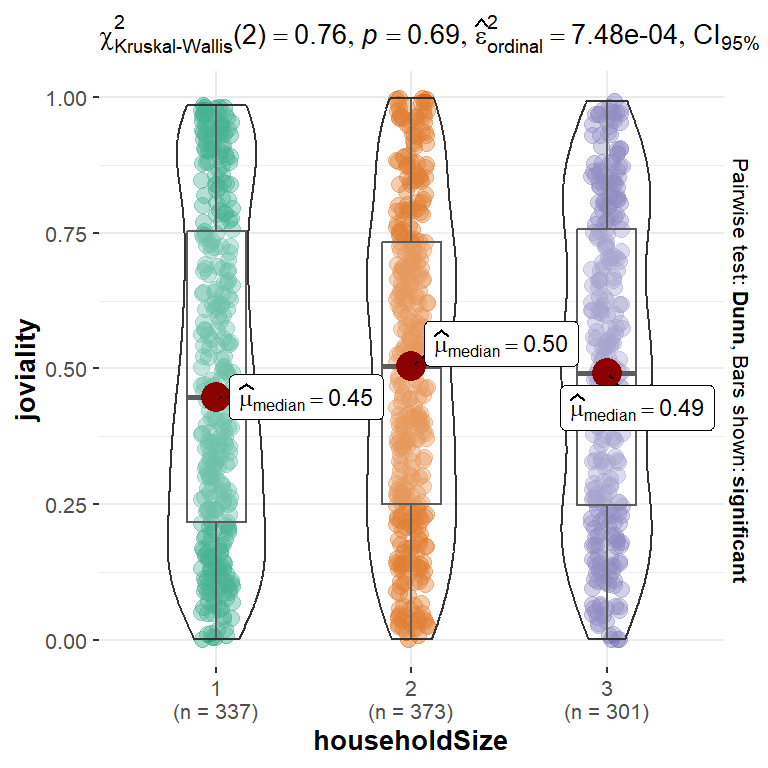 χ²Kruskal-Wallis(2) = 0.76, p = 0.69, ε̂²ordinal = 7.48e-04, CI95%
1.00
0.75
0.50
0.25
0.00
joviality
μ̂median = 0.45
μ̂median = 0.50
μ̂median = 0.49
Pairwise test: Dunn, Bars shown: significant
1
(n = 337)
2
(n = 373)
3
(n = 301)
householdSize